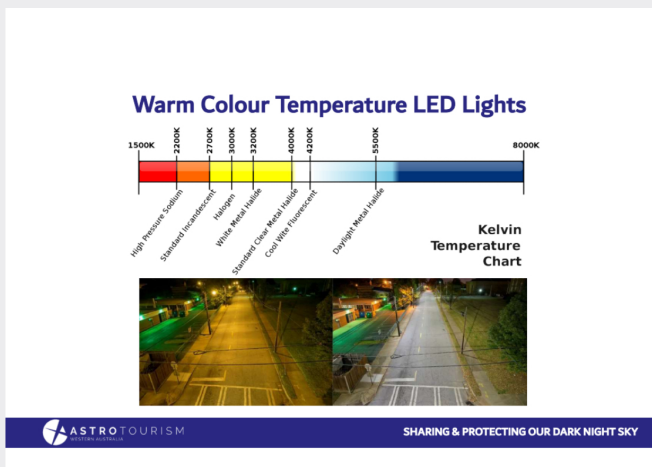 Warm Colour Temperature LED Lights
1500K
2200K
2700K
3000K
3200K
4000K
4200K
5500K
8000K
High Pressure Sodium
Standard Incandescent
Halogen
White Metal Halide
Standard Clear Metal Halide
Cool Wite Fluorescent
Daylight Metal Halide
Kelvin
Temperature
Chart
ASTROTOURISM
WESTERN AUSTRALIA
SHARING & PROTECTING OUR DARK NIGHT SKY